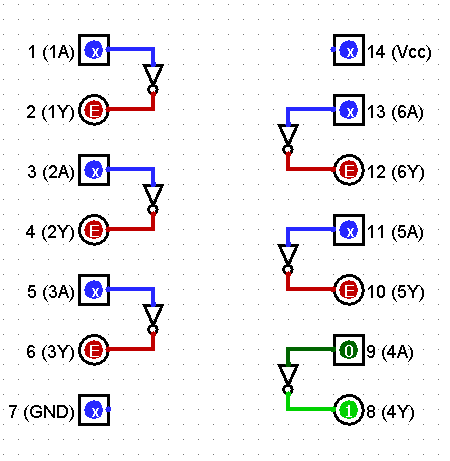 1 (1A) x
x 14 (Vcc)
2 (1Y) E
x 13 (6A)
3 (2A) x
E 12 (6Y)
4 (2Y) E
x 11 (5A)
5 (3A) x
E 10 (5Y)
6 (3Y) E
0 9 (4A)
7 (GND) x
1 8 (4Y)